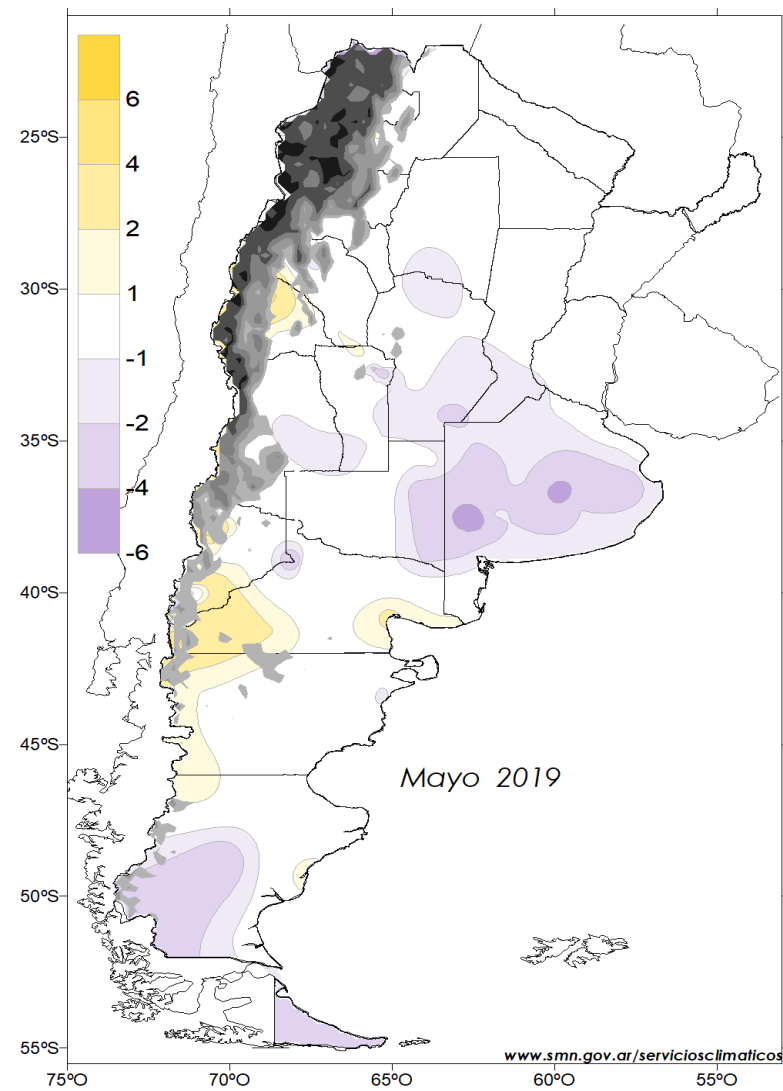 6
4
2
1
-1
-2
-4
-6
25ºS
30ºS
35ºS
40ºS
45ºS
50ºS
55ºS
Mayo 2019
www.smn.gov.ar/serviciosclimaticos
75ºO
70ºO
65ºO
60ºO
55ºO